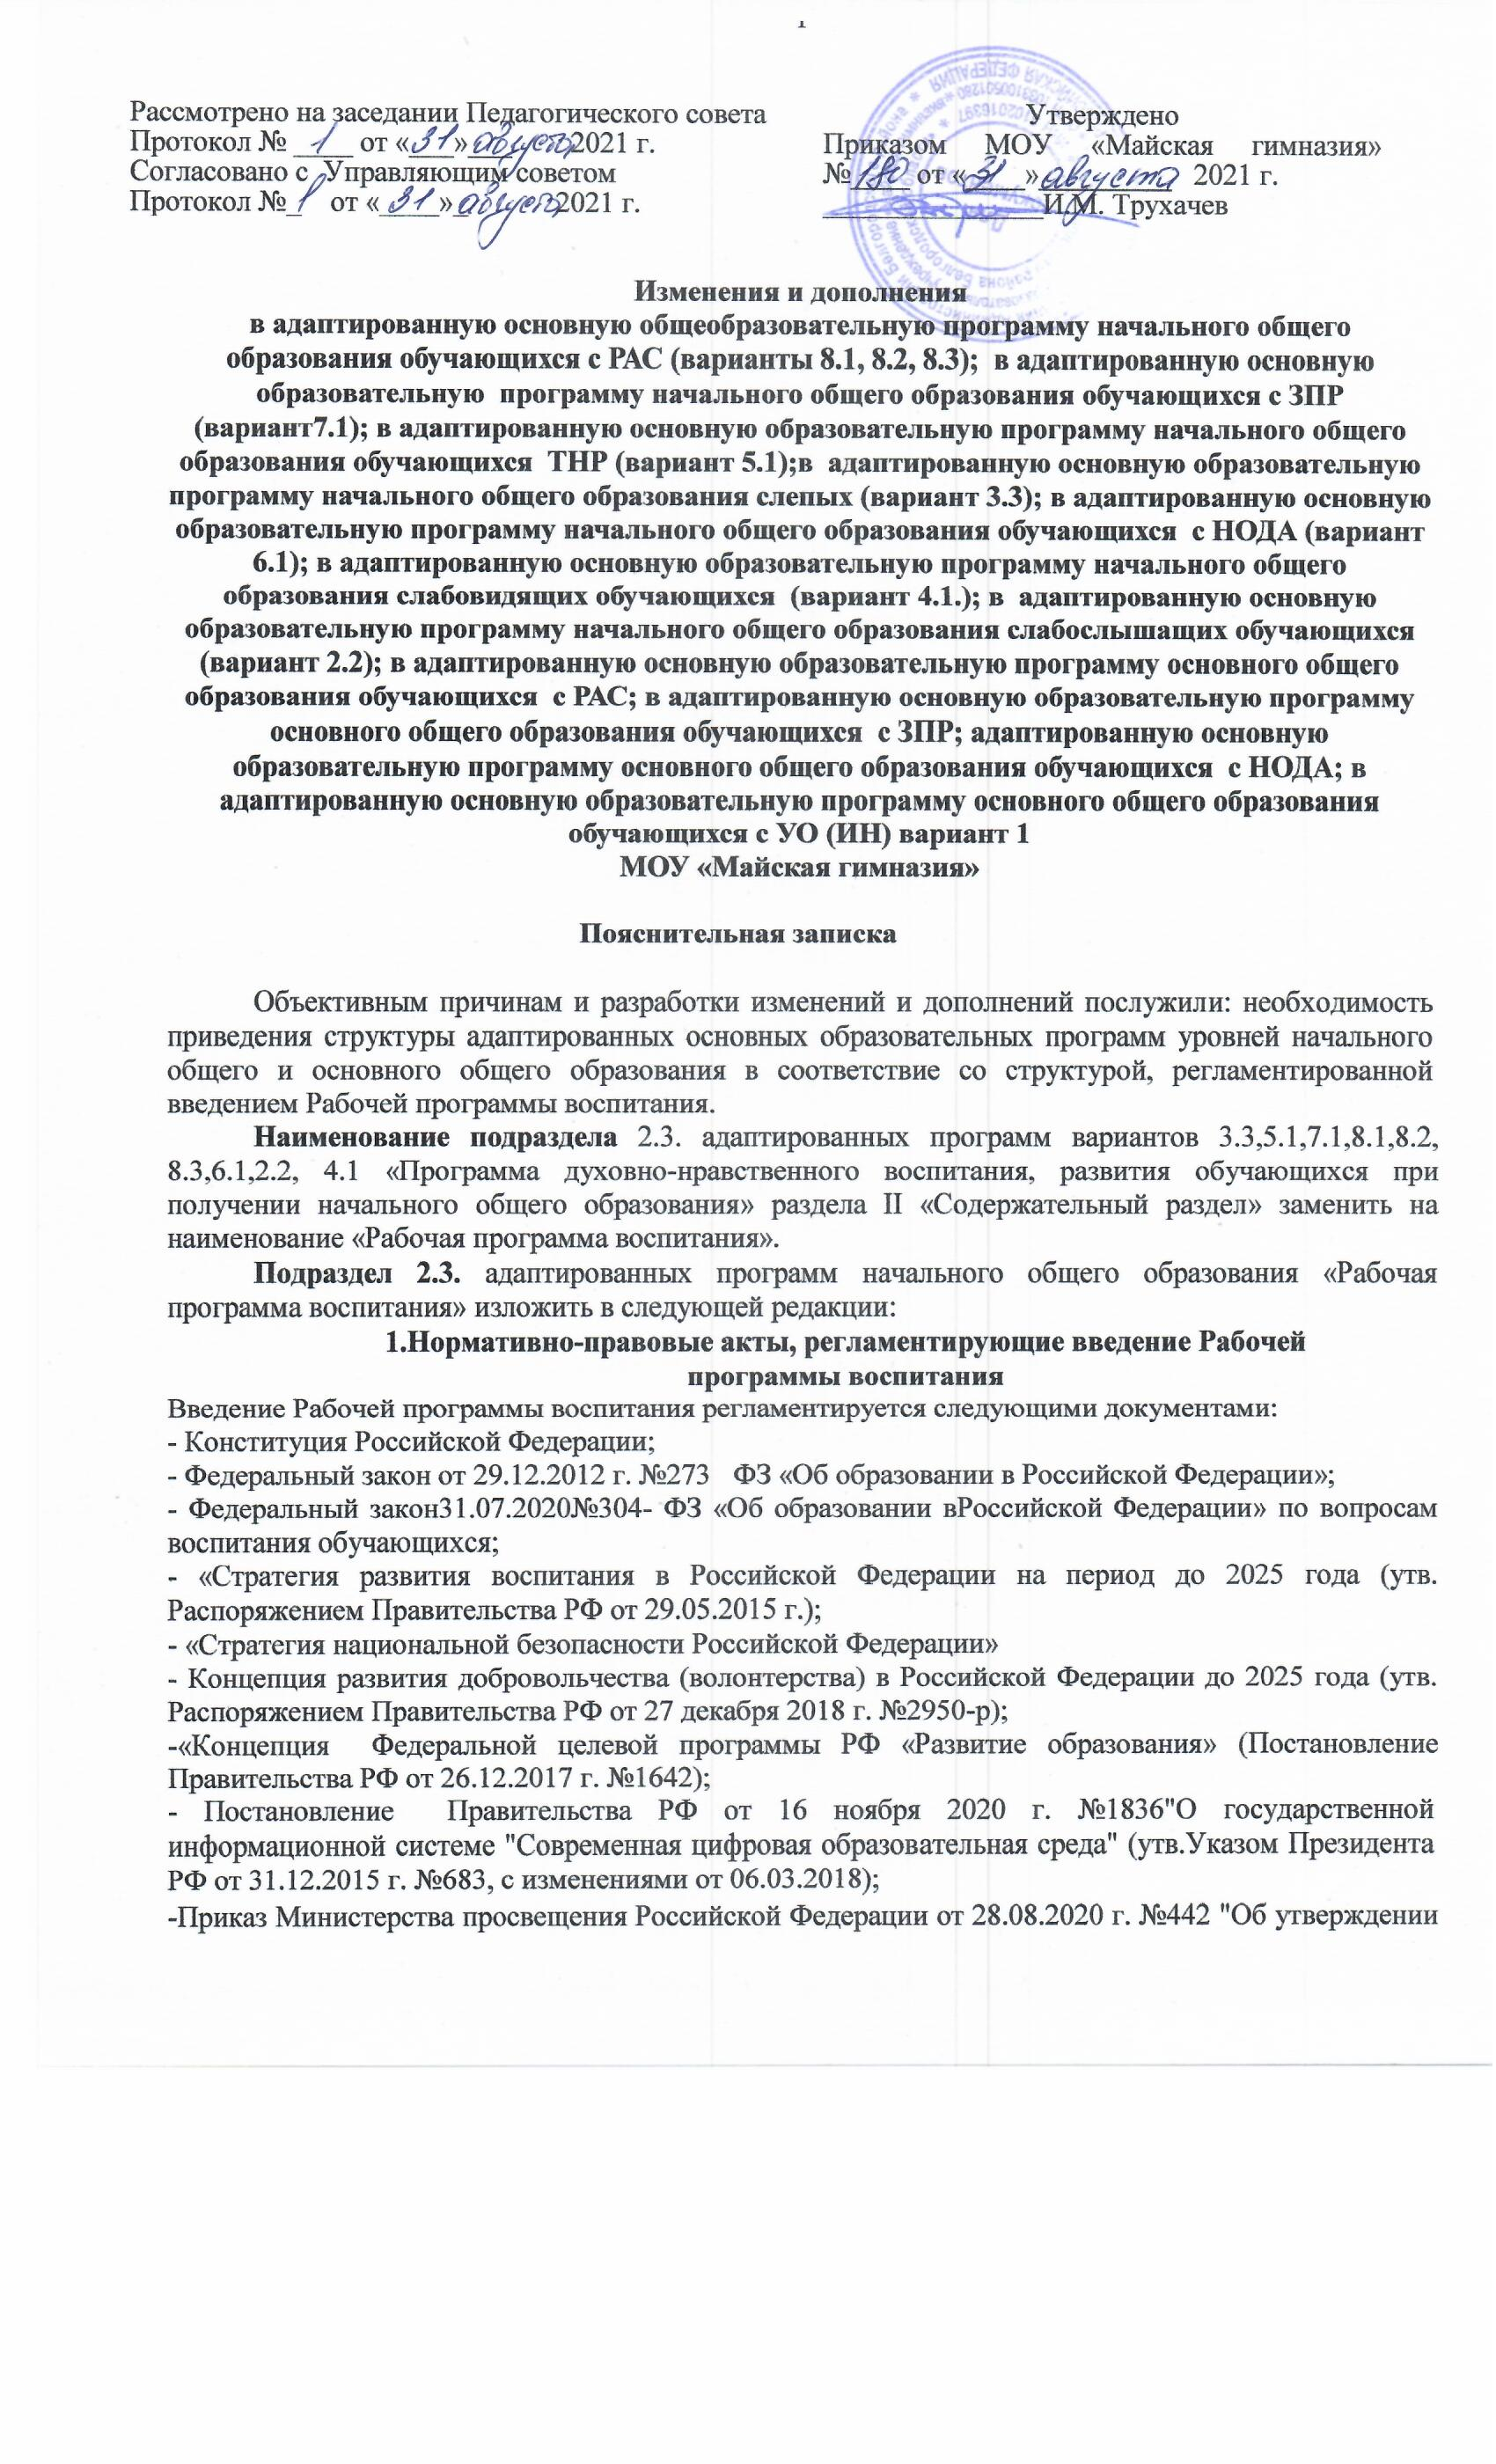 1
Рассмотрено на заседании Педагогического совета
Протокол № 1 от «31» августа 2021 г.
Согласовано с Управляющим советом
Протокол № 1 от «31» августа 2021 г.
Утверждено
Приказом МОУ «Майская гимназия»
№ 180 от «31» августа 2021 г.
И.М. Трухачев
Изменения и дополнения
в адаптированную основную общеобразовательную программу начального общего
образования обучающихся с РАС (варианты 8.1, 8.2, 8.3); в адаптированную основную
образовательную программу начального общего образования обучающихся с ЗПР
(вариант7.1); в адаптированную основную образовательную программу начального общего
образования обучающихся ТНР (вариант 5.1);в адаптированную основную образовательную
программу начального общего образования слепых (вариант 3.3); в адаптированную основную
образовательную программу начального общего образования обучающихся с НОДА (вариант
6.1); в адаптированную основную образовательную программу начального общего
образования слабовидящих обучающихся (вариант 4.1.); в адаптированную основную
образовательную программу начального общего образования слабослышащих обучающихся
(вариант 2.2); в адаптированную основную образовательную программу основного общего
образования обучающихся с РАС; в адаптированную основную образовательную программу
основного общего образования обучающихся с ЗПР; адаптированную основную
образовательную программу основного общего образования обучающихся с НОДА; в
адаптированную основную образовательную программу основного общего образования
обучающихся с УО (ИН) вариант 1
МОУ «Майская гимназия»
Пояснительная записка
Объективным причинам и разработки изменений и дополнений послужили: необходимость
приведения структуры адаптированных основных образовательных программ уровней начального
общего и основного общего образования в соответствие со структурой, регламентированной
введением Рабочей программы воспитания.
Наименование подраздела 2.3. адаптированных программ вариантов 3.3,5.1,7.1,8.1,8.2,
8.3,6.1,2.2, 4.1 «Программа духовно-нравственного воспитания, развития обучающихся при
получении начального общего образования» раздела II «Содержательный раздел» заменить на
наименование «Рабочая программа воспитания».
Подраздел 2.3. адаптированных программ начального общего образования «Рабочая
программа воспитания» изложить в следующей редакции:
1.Нормативно-правовые акты, регламентирующие введение Рабочей
программы воспитания
Введение Рабочей программы воспитания регламентируется следующими документами:
- Конституция Российской Федерации;
- Федеральный закон от 29.12.2012 г. №273 ФЗ «Об образовании в Российской Федерации»;
- Федеральный закон31.07.2020№304- ФЗ «Об образовании вРоссийской Федерации» по вопросам
воспитания обучающихся;
- «Стратегия развития воспитания в Российской Федерации на период до 2025 года (утв.
Распоряжением Правительства РФ от 29.05.2015 г.);
- «Стратегия национальной безопасности Российской Федерации»
- Концепция развития добровольчества (волонтерства) в Российской Федерации до 2025 года (утв.
Распоряжением Правительства РФ от 27 декабря 2018 г. №2950-р);
-«Концепция Федеральной целевой программы РФ «Развитие образования» (Постановление
Правительства РФ от 26.12.2017 г. №1642);
- Постановление Правительства РФ от 16 ноября 2020 г. №1836"О государственной
информационной системе "Современная цифровая образовательная среда" (утв.Указом Президента
РФ от 31.12.2015 г. №683, с изменениями от 06.03.2018);
-Приказ Министерства просвещения Российской Федерации от 28.08.2020 г. №442 "Об утверждении